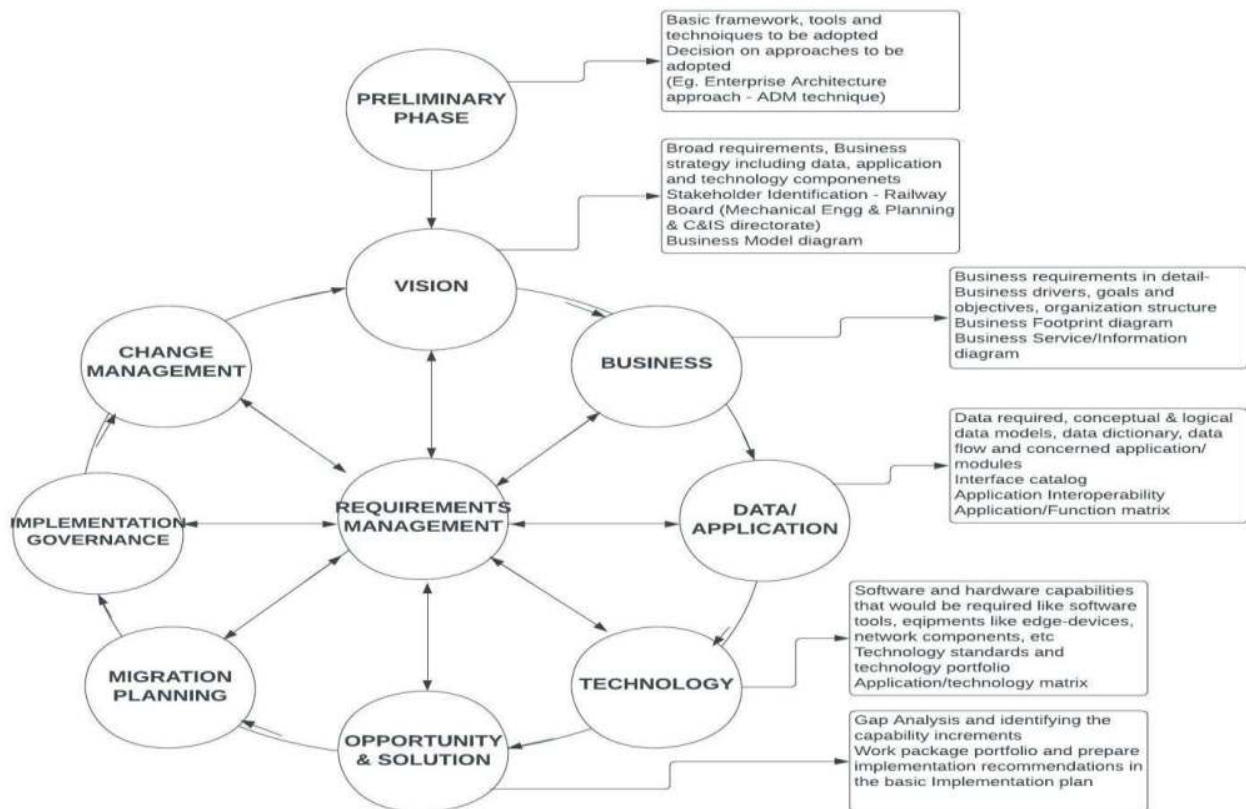 Basic framework, tools and
technoiques to be adopted
Decision on approaches to be
adopted
(Eg. Enterprise Architecture
approach - ADM technique)
PRELIMINARY
PHASE
Broad requirements, Business
strategy including data, application
and technology componenets
Stakeholder Identification - Railway
Board (Mechanical Engg & Planning
& C&IS directorate)
Business Model diagram
VISION
Business requirements in detail-
Business drivers, goals and
objectives, organization structure
Business Footprint diagram
Business Service/Information
diagram
BUSINESS
CHANGE
MANAGEMENT
Data required, conceptual & logical
data models, data dictionary, data
flow and concerned application/
modules
Interface catalog
Application Interoperability
Application/Function matrix
REQUIREMENTS
MANAGEMENT
DATA/
APPLICATION
IMPLEMENTATION
GOVERNANCE
Software and hardware capabilities
that would be required like software
tools, eqipments like edge-devices,
network components, etc
Technology standards and
technology portfolio
Application/technology matrix
TECHNOLOGY
MIGRATION
PLANNING
OPPORTUNITY
& SOLUTION
Gap Analysis and identifying the
capability increments
Work package portfolio and prepare
implementation recommendations in
the basic Implementation plan